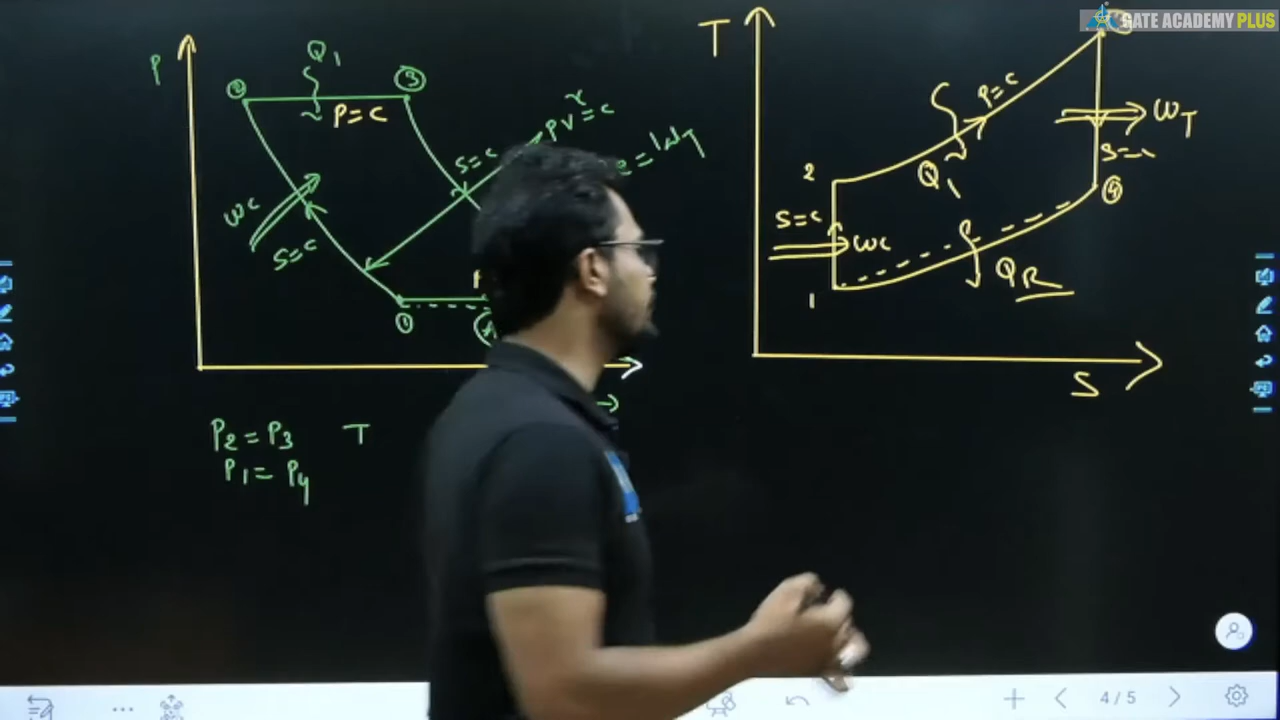 GATE ACADEMY PLUS
P
Q1
2
3
P=C
PVʳ=C
S=C
WC
S=C
1
P2=P3 T
P1=P4
T
P=C
WT
2
Q1
S=C
4
WC
QR
1
S
4/5